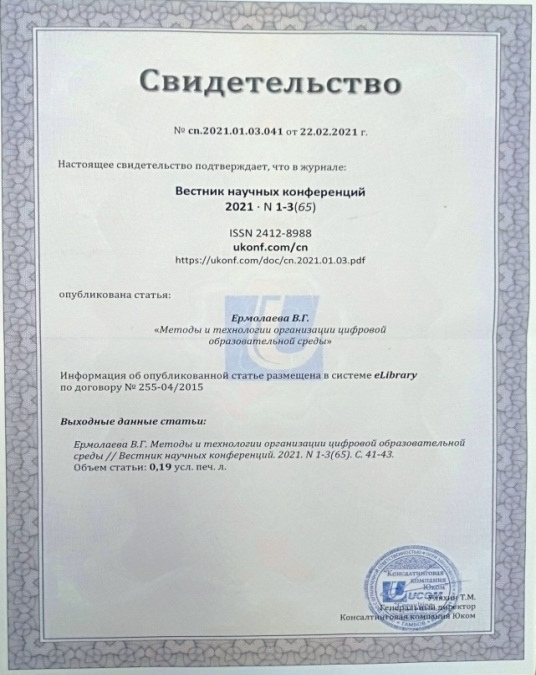 Свидетельство
№ сп.2021.01.03.041 от 22.02.2021 г.
Настоящее свидетельство подтверждает, что в журнале:
Вестник научных конференций
2021 · N 1-3(65)
ISSN 2412-8988
ukonf.com/cn
https://ukonf.com/doc/cn.2021.01.03.pdf
опубликована статья:
Ермолаева В.Г.
«Методы и технологии организации цифровой
образовательной среды»
Информация об опубликованной статье размещена в системе eLibrary
по договору № 255-04/2015
Выходные данные статьи:
Ермолаева В.Г. Методы и технологии организации цифровой образовательной
среды // Вестник научных конференций. 2021. N 1-3(65). С. 41-43.
Объем статьи: 0,19 усл. печ. л.
"Консалтинговая
компания
Юком"
ucom
Т.М.
Генеральный директор
Консалтинговая компания Юком
ТАМБОВ